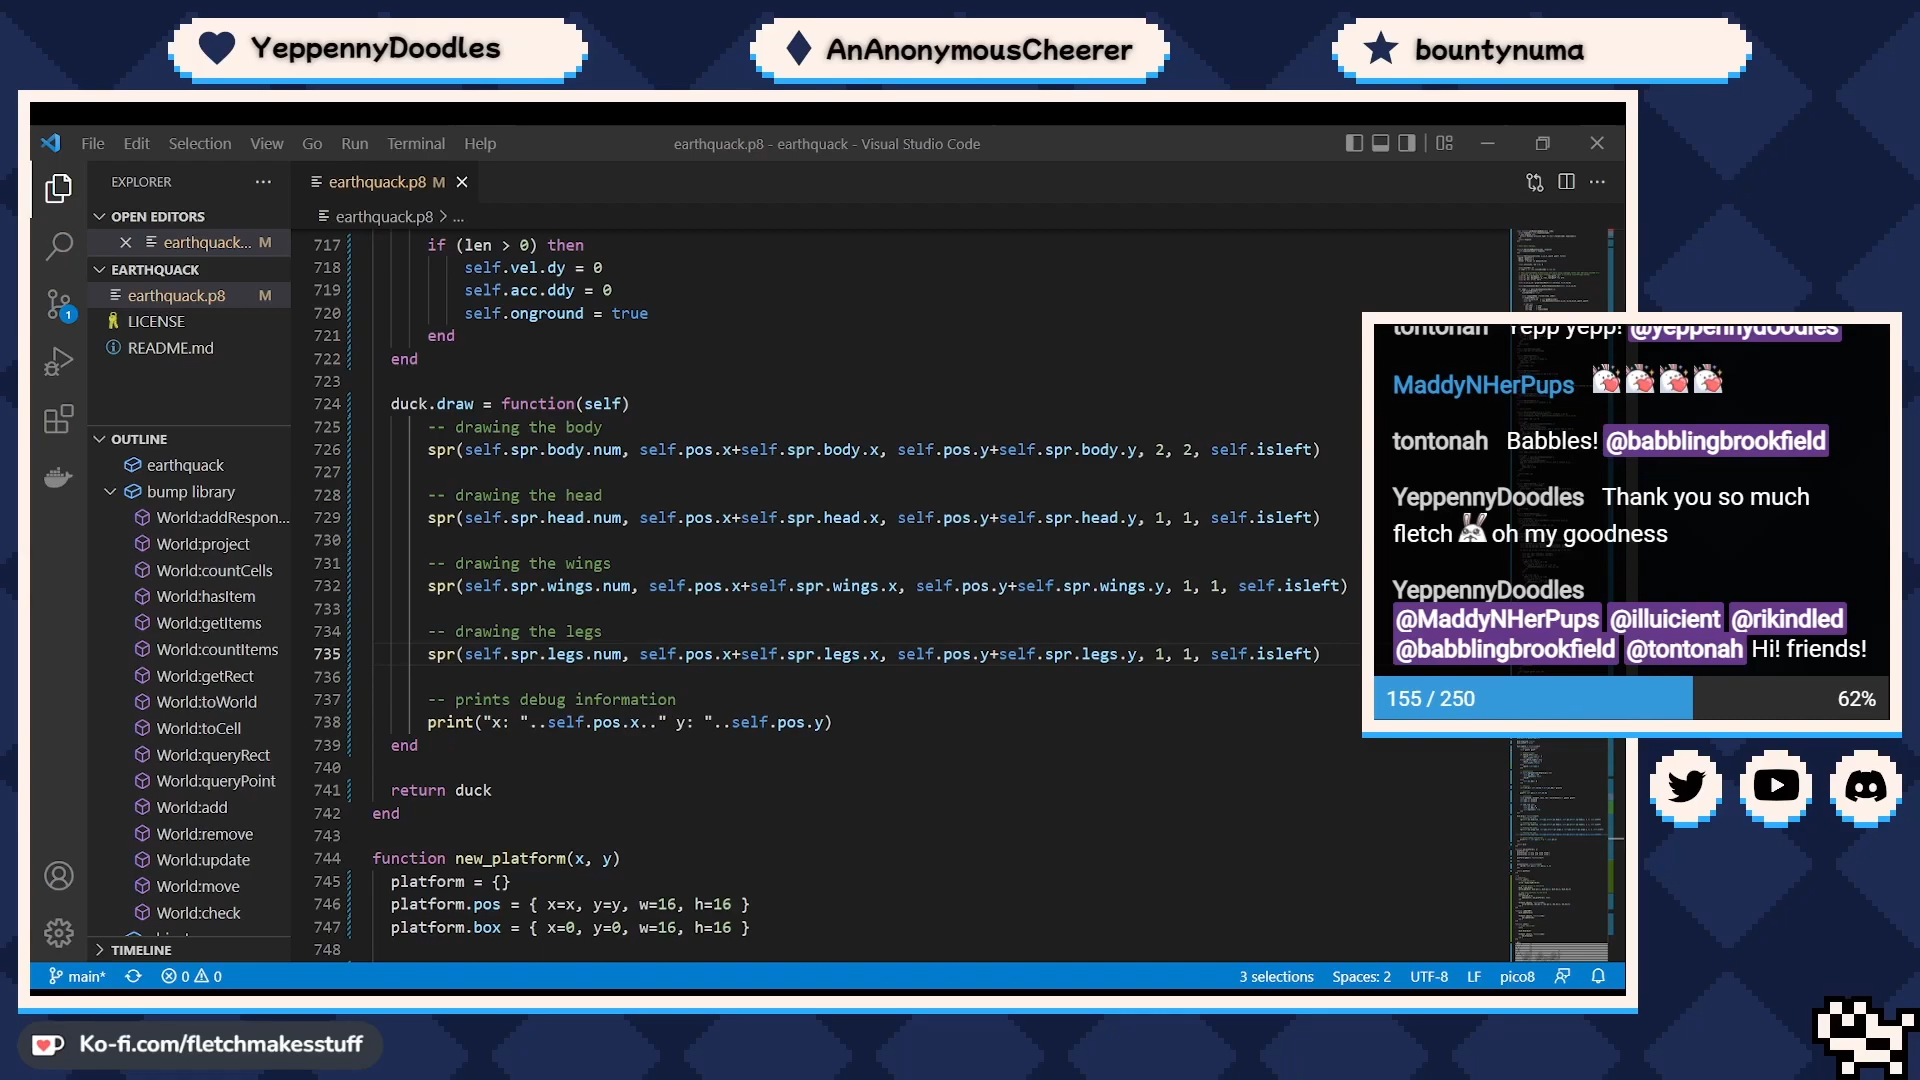 YeppennyDoodles
AnAnonymousCheerer
bountynuma
File Edit Selection View Go Run Terminal Help
earthquack.p8 - earthquack - Visual Studio Code
EXPLORER
OPEN EDITORS
earthquack... M
EARTHQUACK
earthquack.p8 M
LICENSE
README.md
OUTLINE
earthquack
bump library
World:addRespon...
World:project
World:countCells
World:hasItem
World:getItems
World:countItems
World:getRect
World:toWorld
World:toCell
World:queryRect
World:queryPoint
World:add
World:remove
World:update
World:move
World:check
TIMELINE
earthquack.p8 M
earthquack.p8 > ...
717 if (len > 0) then
718 self.vel.dy = 0
719 self.acc.ddy = 0
720 self.onground = true
721 end
722 end
723
724 duck.draw = function(self)
725 -- drawing the body
726 spr(self.spr.body.num, self.pos.x+self.spr.body.x, self.pos.y+self.spr.body.y, 2, 2, self.isleft)
727
728 -- drawing the head
729 spr(self.spr.head.num, self.pos.x+self.spr.head.x, self.pos.y+self.spr.head.y, 1, 1, self.isleft)
730
731 -- drawing the wings
732 spr(self.spr.wings.num, self.pos.x+self.spr.wings.x, self.pos.y+self.spr.wings.y, 1, 1, self.isleft)
733
734 -- drawing the legs
735 spr(self.spr.legs.num, self.pos.x+self.spr.legs.x, self.pos.y+self.spr.legs.y, 1, 1, self.isleft)
736
737 -- prints debug information
738 print("x: "..self.pos.x.." y: "..self.pos.y)
739 end
740
741 return duck
742 end
743
744 function new_platform(x, y)
745 platform = {}
746 platform.pos = { x=x, y=y, w=16, h=16 }
747 platform.box = { x=0, y=0, w=16, h=16 }
748
1
main* 0 0
3 selections Spaces: 2 UTF-8 LF pico8
tontonah Yepp yepp! @yeppennydoodles
MaddyNHerPups
tontonah Babbles! @babblingbrookfield
YeppennyDoodles Thank you so much
fletch oh my goodness
YeppennyDoodles
@MaddyNHerPups @illuicient @rikindled
@babblingbrookfield @tontonah Hi! friends!
155 / 250 62%
Ko-fi.com/fletchmakesstuff